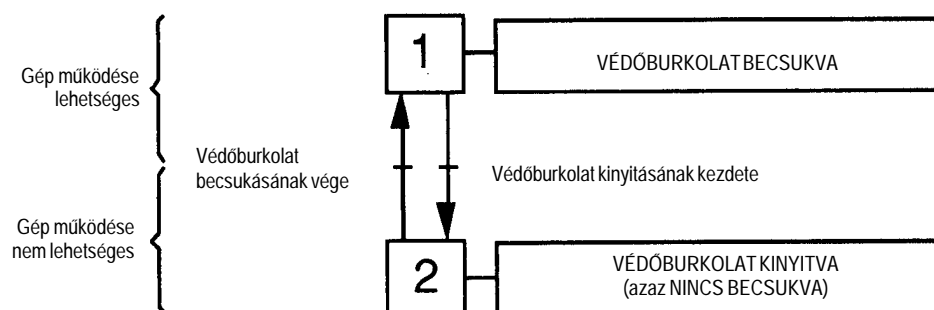 1
VÉDŐBURKOLAT BECSUKVA
Gép működése
lehetséges
Védőburkolat
becsukásának vége
Védőburkolat kinyitásának kezdete
Gép működése
nem lehetséges
2
VÉDŐBURKOLAT KINYITVA
(azaz NINCS BECSUKVA)